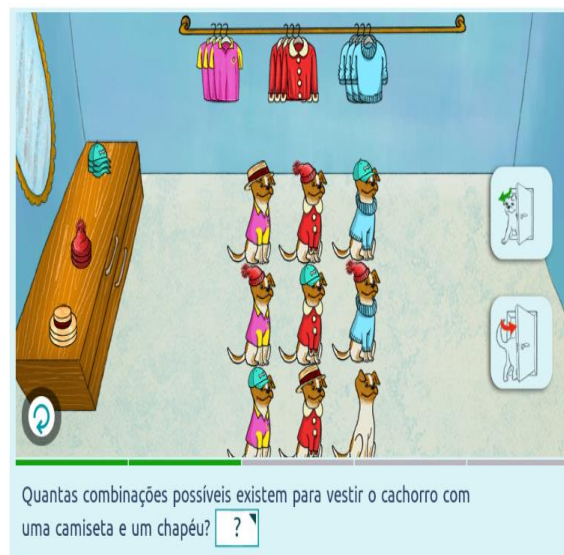 Quantas combinações possíveis existem para vestir o cachorro com
uma camiseta e um chapéu? ?